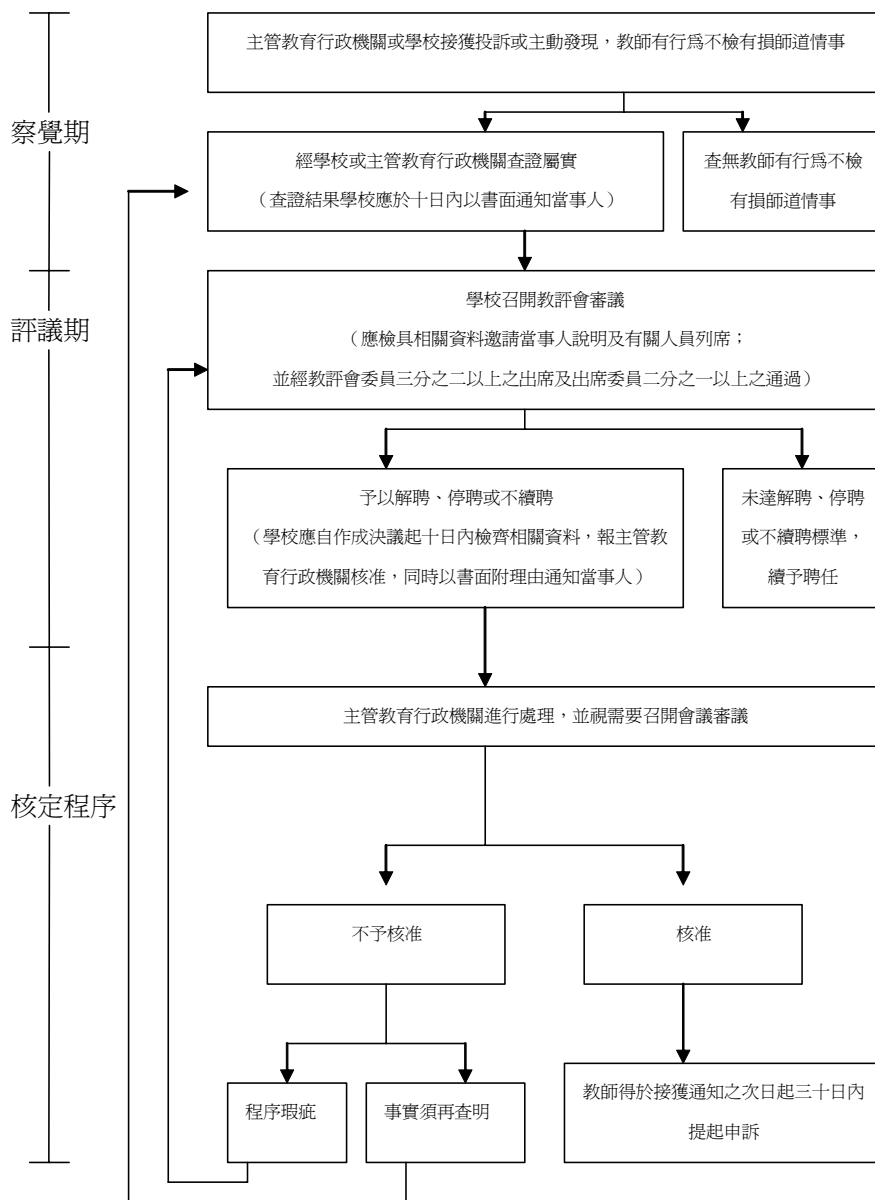 主管教育行政機關或學校接獲投訴或主動發現，教師有行為不檢有損師道情事
察覺期
經學校或主管教育行政機關查證屬實
（查證結果學校應於十日內以書面通知當事人）
查無教師有行為不檢
有損師道情事
評議期
學校召開教評會審議
（應檢具相關資料邀請當事人說明及有關人員列席；
並經教評會委員三分之二以上之出席及出席委員二分之一以上之通過）
予以解聘、停聘或不續聘
（學校應自作成決議起十日內檢齊相關資料，報主管教
育行政機關核准，同時以書面附理由通知當事人）
未達解聘、停聘
或不續聘標準，
續予聘任
主管教育行政機關進行處理，並視需要召開會議審議
核定程序
不予核准
核准
程序瑕疵
事實須再查明
教師得於接獲通知之次日起三十日內
提起申訴